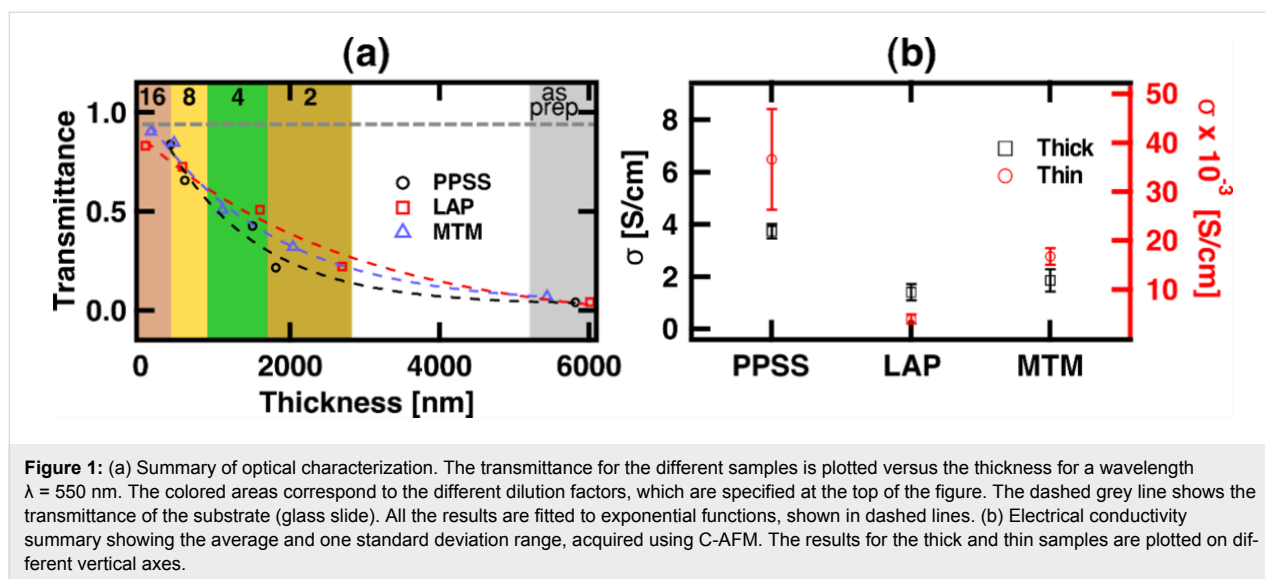 (a)
16 8 4 2 as
prep
1.0
0.5
0.0
Transmittance
PPSS
LAP
MTM
0 2000 4000 6000
Thickness [nm]
(b)
8
6
4
2
0
σ [S/cm]
Thick
Thin
50
40
30
20
10
σ x 10⁻³ [S/cm]
PPSS LAP MTM
Figure 1: (a) Summary of optical characterization. The transmittance for the different samples is plotted versus the thickness for a wavelength
λ = 550 nm. The colored areas correspond to the different dilution factors, which are specified at the top of the figure. The dashed grey line shows the
transmittance of the substrate (glass slide). All the results are fitted to exponential functions, shown in dashed lines. (b) Electrical conductivity
summary showing the average and one standard deviation range, acquired using C-AFM. The results for the thick and thin samples are plotted on dif-
ferent vertical axes.